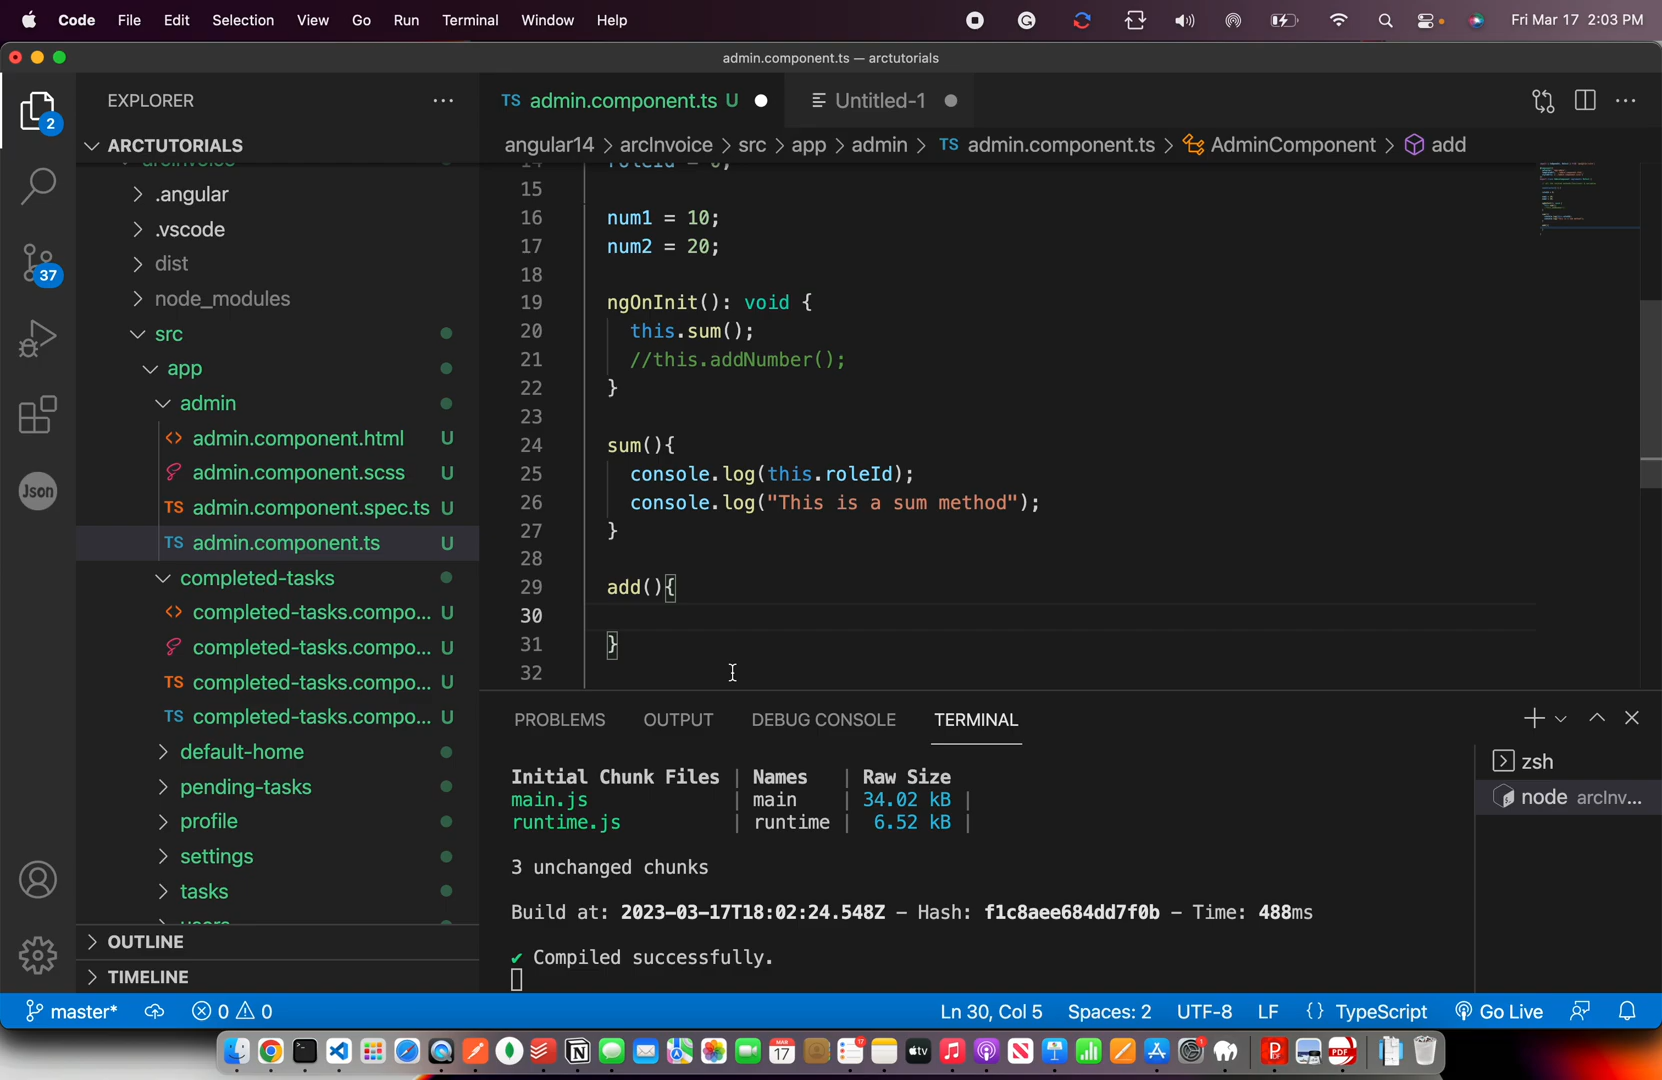 Code File Edit Selection View Go Run Terminal Window Help Fri Mar 17 2:03 PM
admin.component.ts — arctutorials
EXPLORER
TS admin.component.ts U
Untitled-1
ARCTUTORIALS
angular14 > arcInvoice > src > app > admin > TS admin.component.ts > AdminComponent > add
2
37
Json
.angular
.vscode
dist
node_modules
src
app
admin
<> admin.component.html U
admin.component.scss U
TS admin.component.spec.ts U
TS admin.component.ts U
completed-tasks
<> completed-tasks.compo... U
completed-tasks.compo... U
TS completed-tasks.compo... U
TS completed-tasks.compo... U
default-home
pending-tasks
profile
settings
tasks
OUTLINE
TIMELINE
15
16 num1 = 10;
17 num2 = 20;
18
19 ngOnInit(): void {
20 this.sum();
21 //this.addNumber();
22 }
23
24 sum(){
25 console.log(this.roleId);
26 console.log("This is a sum method");
27 }
28
29 add(){
30
31 }
32
PROBLEMS OUTPUT DEBUG CONSOLE TERMINAL
zsh
node arcInv...
Initial Chunk Files | Names | Raw Size
main.js | main | 34.02 kB |
runtime.js | runtime | 6.52 kB |
3 unchanged chunks
Build at: 2023-03-17T18:02:24.548Z - Hash: f1c8aee684dd7f0b - Time: 488ms
✔ Compiled successfully.
master* 0 0 Ln 30, Col 5 Spaces: 2 UTF-8 LF {} TypeScript Go Live